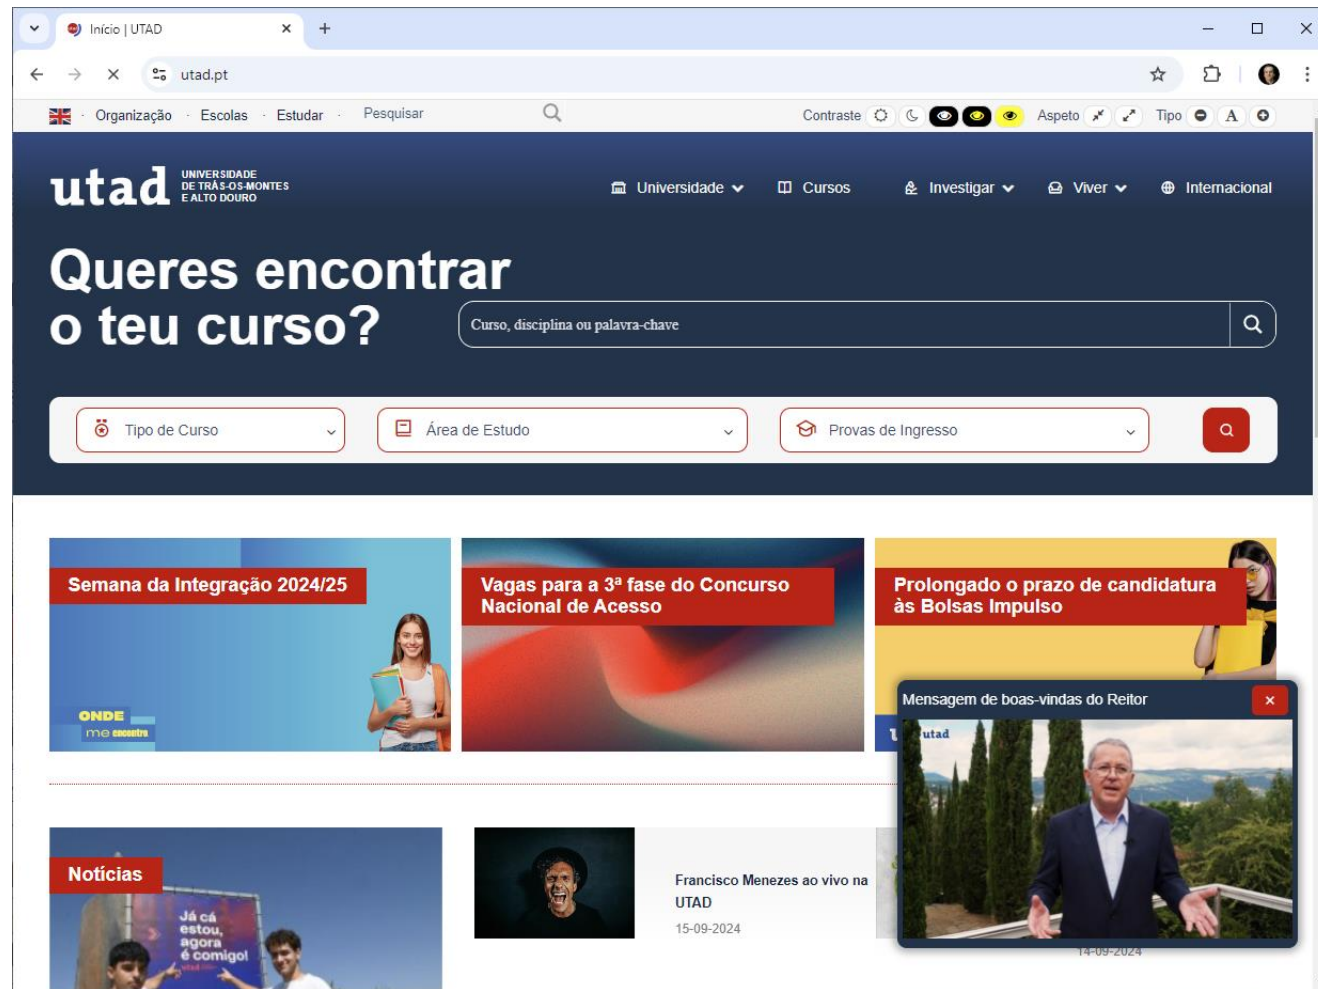 Início | UTAD
utad.pt
Organização · Escolas · Estudar · Pesquisar
Contraste Aspeto Tipo A
utad UNIVERSIDADE
DE TRÁS-OS-MONTES
E ALTO DOURO
Universidade Cursos Investigar Viver Internacional
Queres encontrar
o teu curso?
Curso, disciplina ou palavra-chave
Tipo de Curso
Área de Estudo
Provas de Ingresso
Semana da Integração 2024/25
ONDE
me encontro
Vagas para a 3ª fase do Concurso
Nacional de Acesso
Prolongado o prazo de candidatura
às Bolsas Impulso
Mensagem de boas-vindas do Reitor
utad
Notícias
Já cá
estou,
agora
é comigo!
utad
Francisco Menezes ao vivo na
UTAD
15-09-2024
14-09-2024